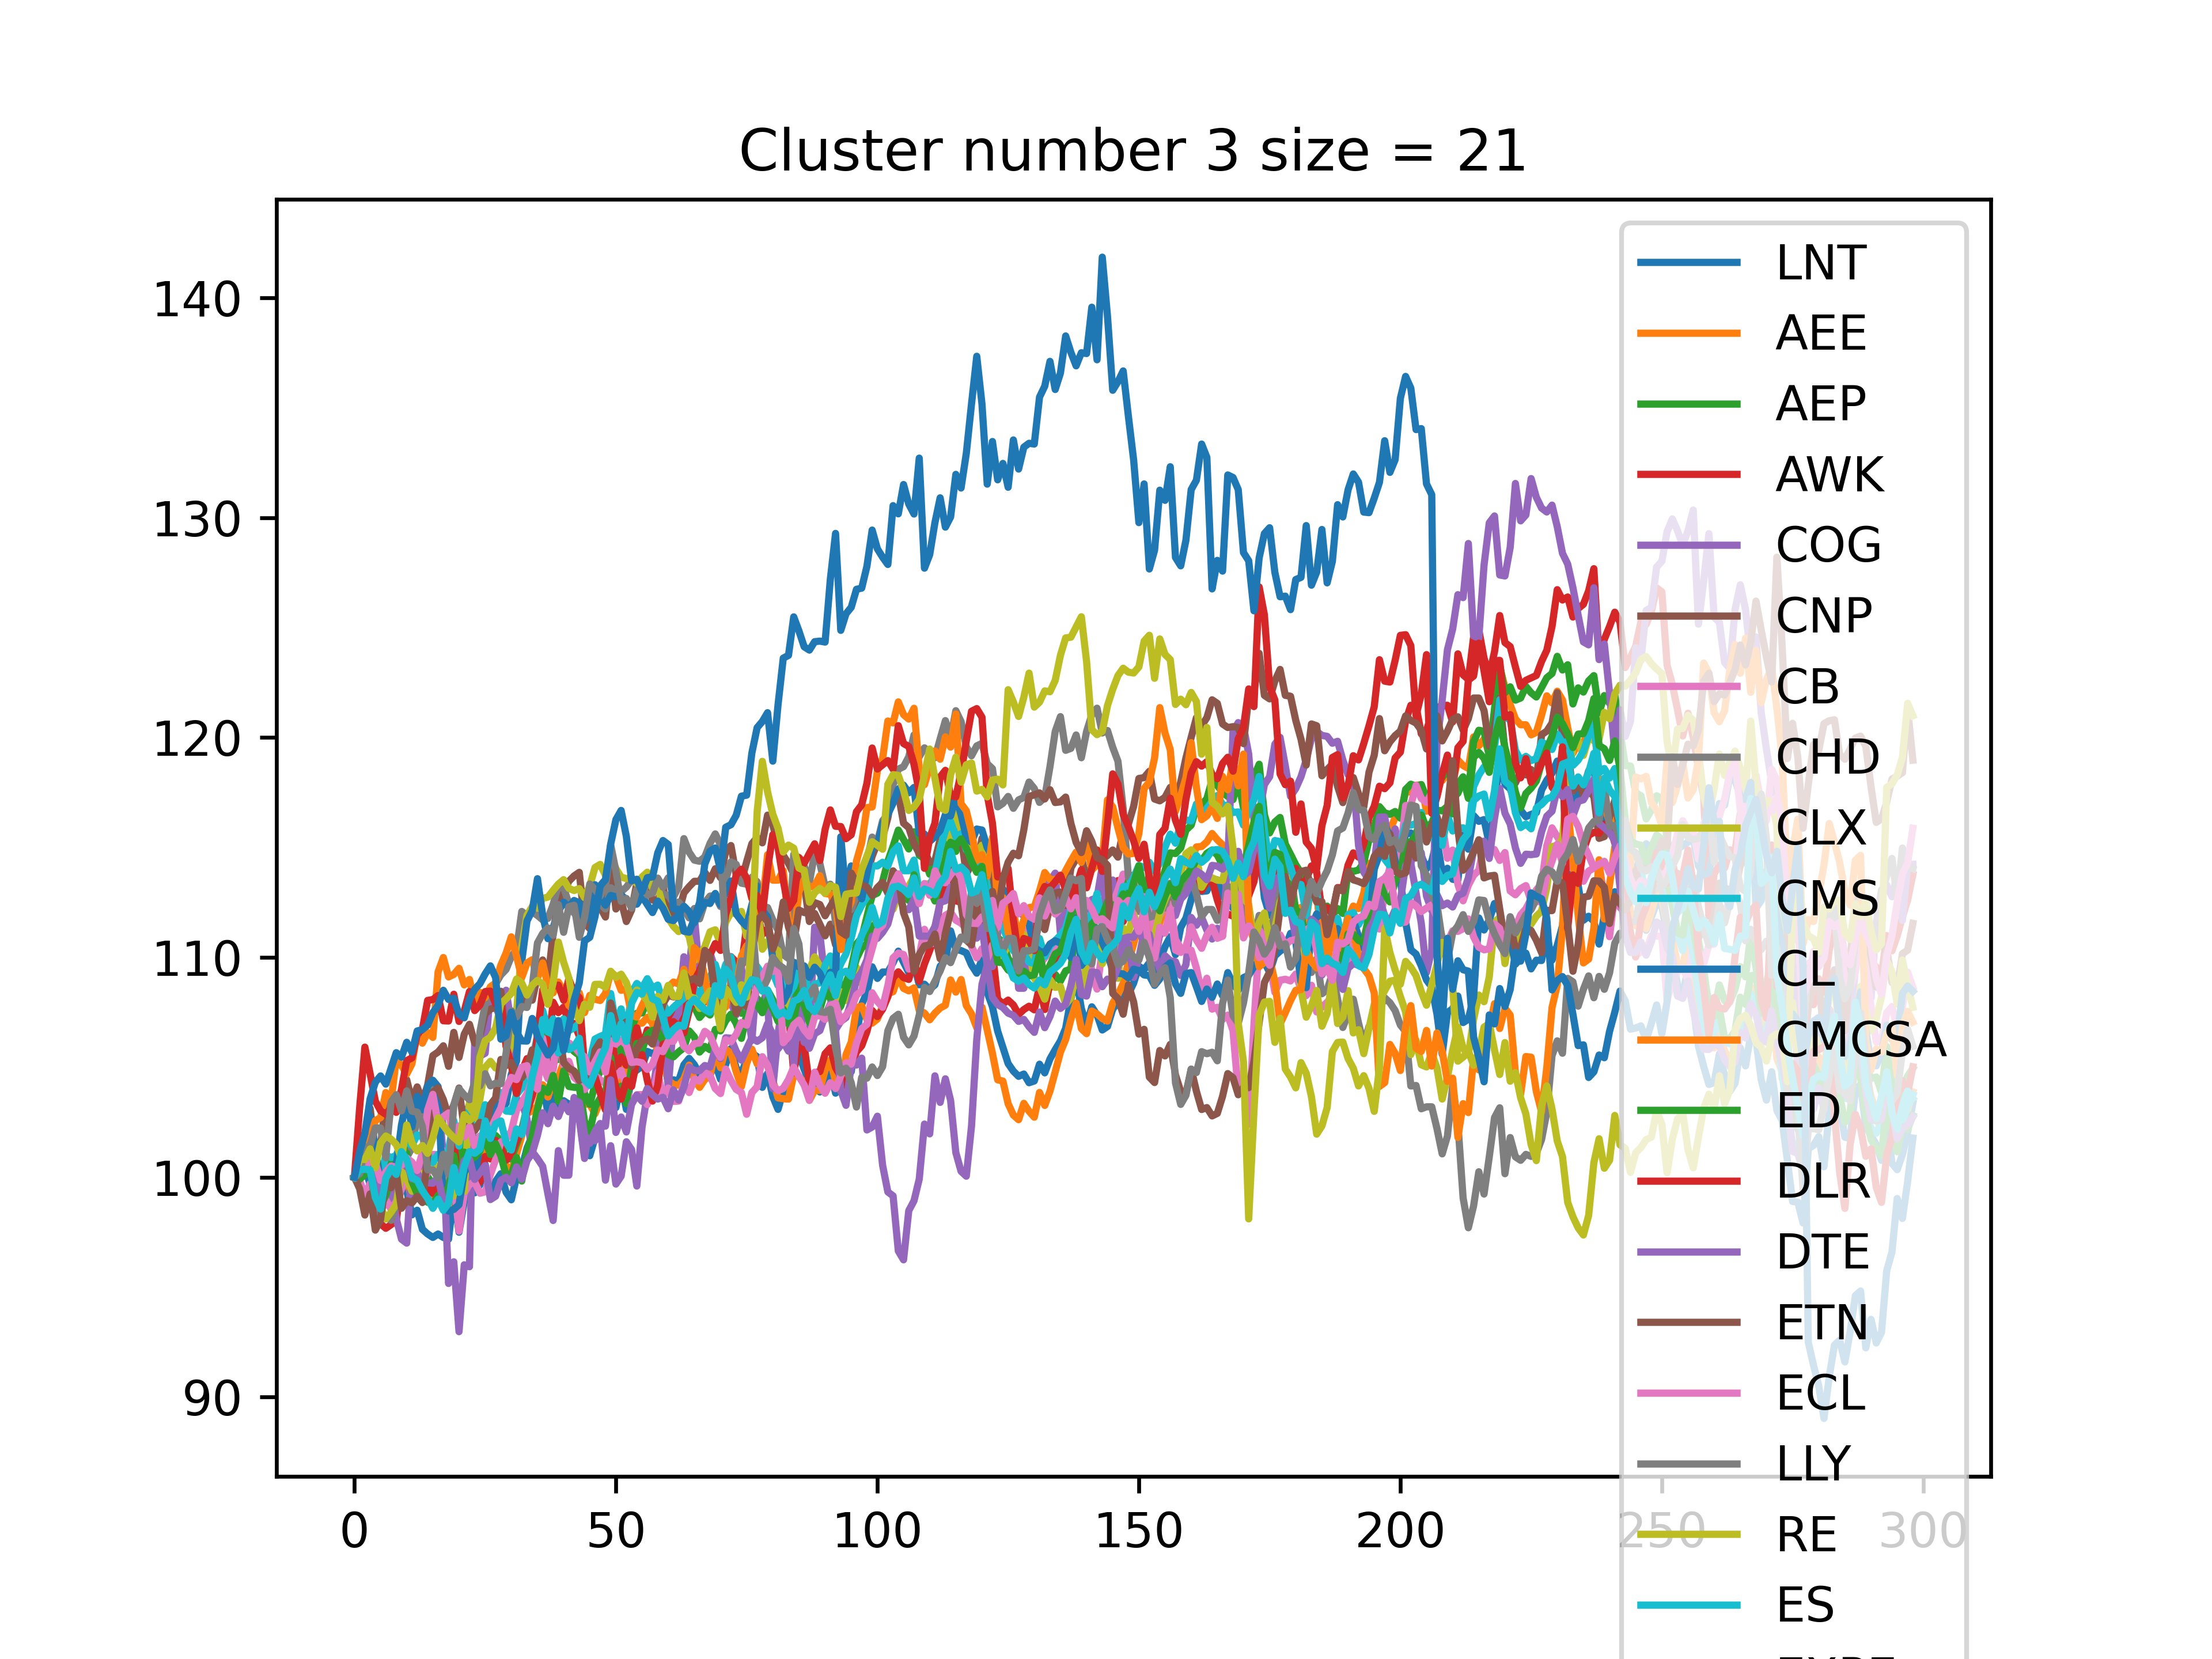 Cluster number 3 size = 21
140
130
120
110
100
90
0 50 100 150 200 250 300
LNT
AEE
AEP
AWK
COG
CNP
CB
CHD
CLX
CMS
CL
CMCSA
ED
DLR
DTE
ETN
ECL
LLY
RE
ES